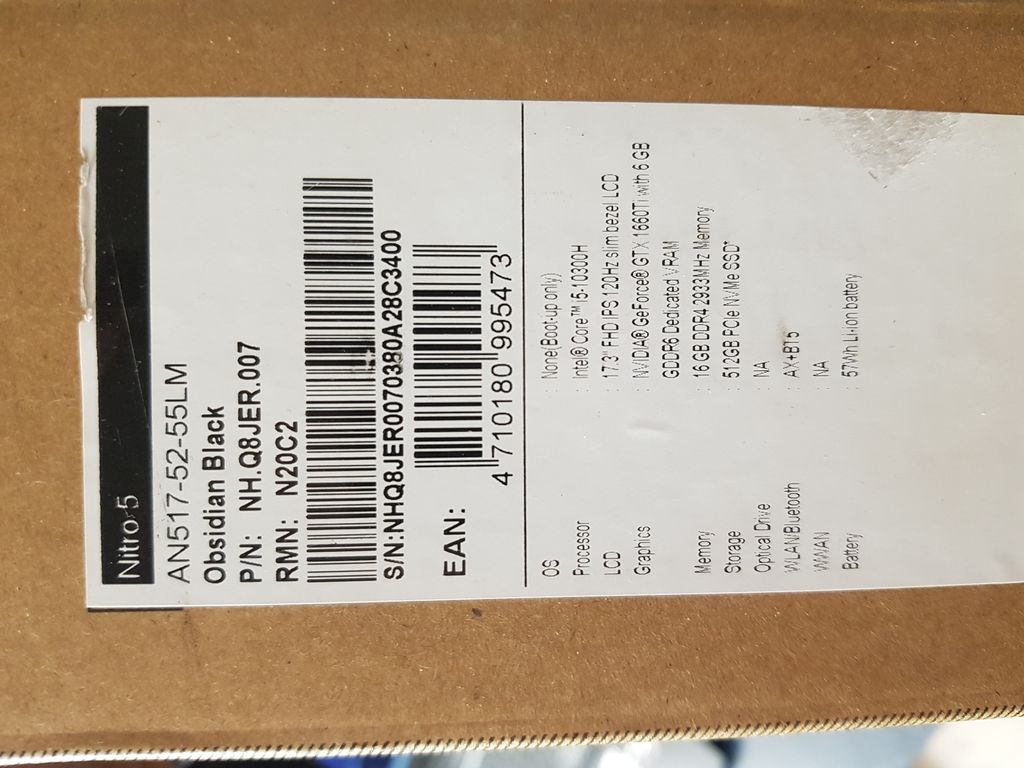 Nitro 5
AN517-52-55LM
Obsidian Black
P/N: NH.Q8JER.007
RMN: N20C2
S/N:NHQ8JER0070380A28C3400
EAN:
4 710180 995473
OS : None(Boot-up only)
Processor : Intel® Core™ i5-10300H
LCD : 17.3" FHD IPS 120Hz slim bezel LCD
Graphics : NVIDIA® GeForce® GTX 1660Ti with 6 GB
GDDR6 Dedicated VRAM
Memory : 16 GB DDR4 2933MHz Memory
Storage : 512GB PCIe NVMe SSD*
Optical Drive : NA
WLAN/Bluetooth : AX+BT5
WWAN : NA
Battery : 57Wh Li-ion battery